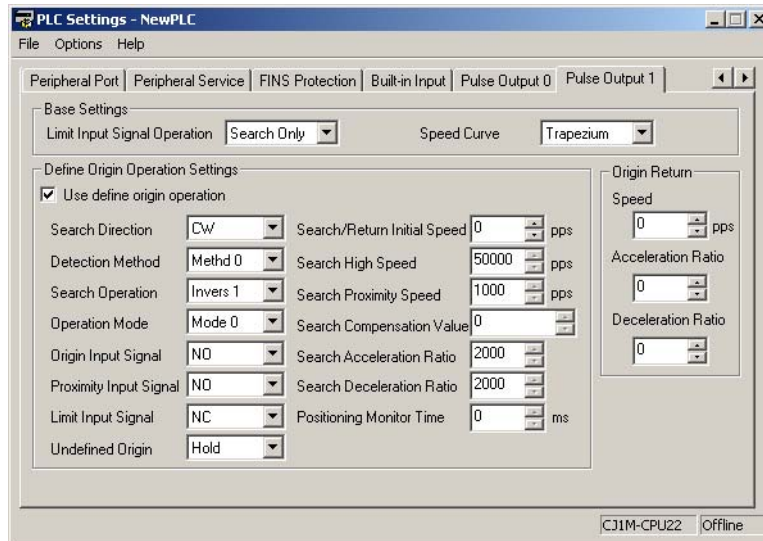 PLC Settings - NewPLC
File Options Help
Peripheral Port Peripheral Service FINS Protection Built-in Input Pulse Output 0 Pulse Output 1
Base Settings
Limit Input Signal Operation Search Only Speed Curve Trapezium
Define Origin Operation Settings
Use define origin operation
Search Direction CW
Detection Method Methd 0
Search Operation Invers 1
Operation Mode Mode 0
Origin Input Signal NO
Proximity Input Signal NO
Limit Input Signal NC
Undefined Origin Hold
Search/Return Initial Speed 0 pps
Search High Speed 50000 pps
Search Proximity Speed 1000 pps
Search Compensation Value 0
Search Acceleration Ratio 2000
Search Deceleration Ratio 2000
Positioning Monitor Time 0 ms
Origin Return
Speed
0 pps
Acceleration Ratio
0
Deceleration Ratio
0
CJ1M-CPU22 Offline